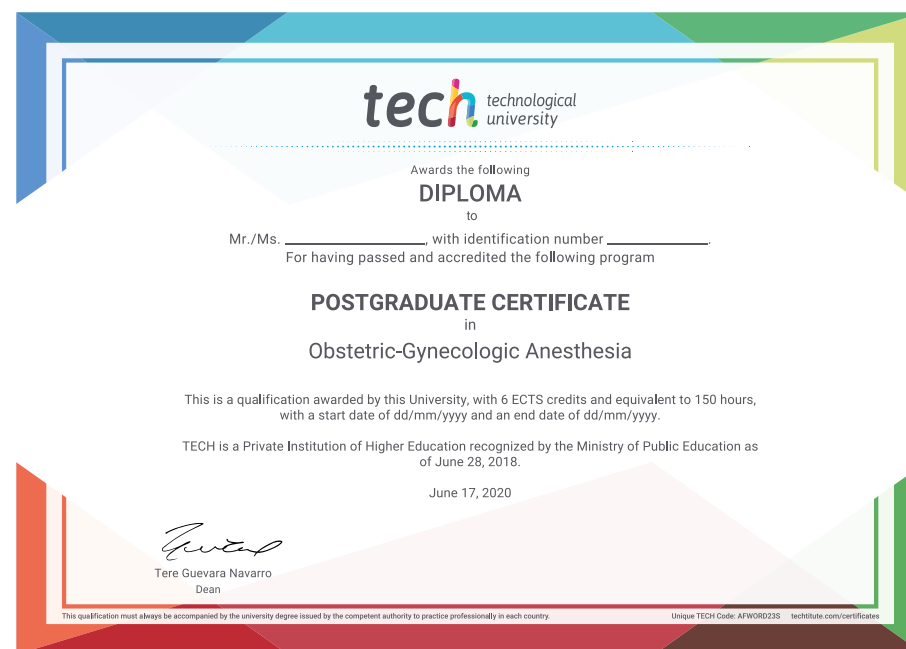 tech technological
university
Awards the following
DIPLOMA
to
Mr./Ms. ____________________, with identification number ______________.
For having passed and accredited the following program
POSTGRADUATE CERTIFICATE
in
Obstetric-Gynecologic Anesthesia
This is a qualification awarded by this University, with 6 ECTS credits and equivalent to 150 hours,
with a start date of dd/mm/yyyy and an end date of dd/mm/yyyy.
TECH is a Private Institution of Higher Education recognized by the Ministry of Public Education as
of June 28, 2018.
June 17, 2020
Tere Guevara Navarro
Dean
This qualification must always be accompanied by the university degree issued by the competent authority to practice professionally in each country. Unique TECH Code: AFWORD23S techtitute.com/certificates